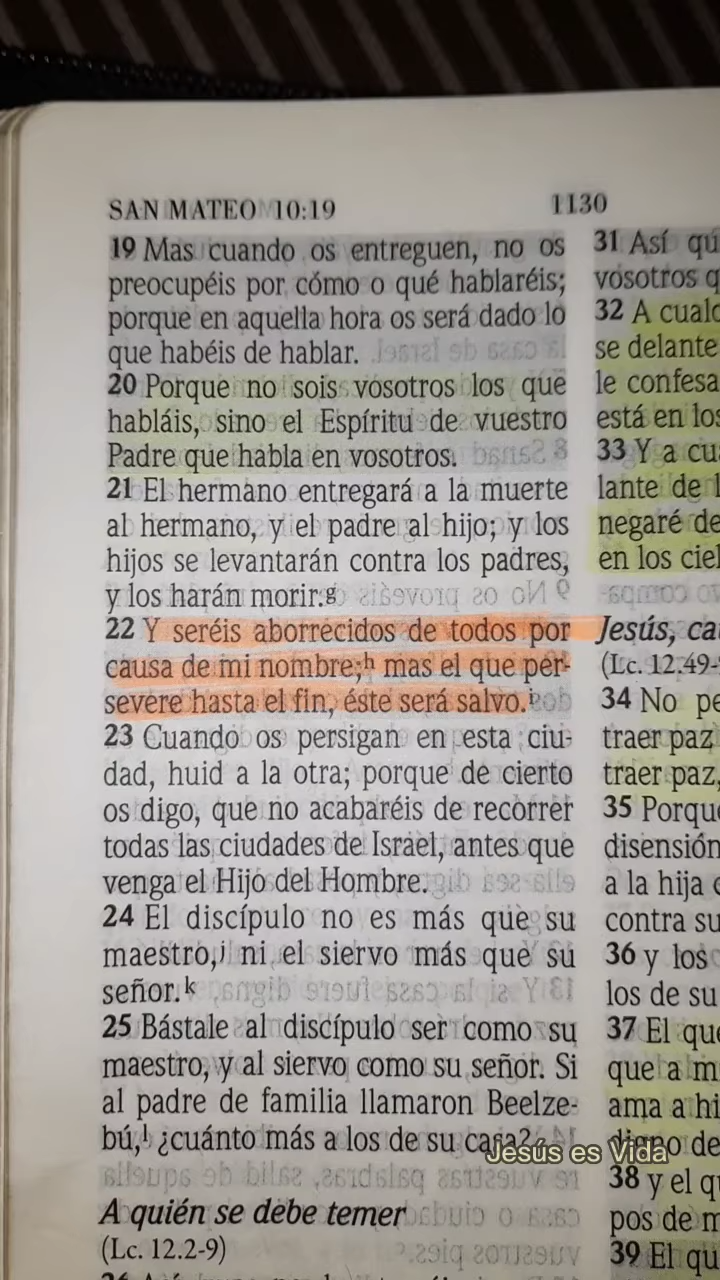 SAN MATEO 10:19
1130
19 Mas cuando os entreguen, no os
preocupéis por cómo o qué hablaréis;
porque en aquella hora os será dado lo
que habéis de hablar.
20 Porque no sois vosotros los que
habláis, sino el Espíritu de vuestro
Padre que habla en vosotros.
21 El hermano entregará a la muerte
al hermano, y el padre al hijo; y los
hijos se levantarán contra los padres,
y los harán morir.g
22 Y seréis aborrecidos de todos por
causa de mi nombre;h mas el que per-
severe hasta el fin, éste será salvo.i
23 Cuando os persigan en esta ciu-
dad, huid a la otra; porque de cierto
os digo, que no acabaréis de recorrer
todas las ciudades de Israel, antes que
venga el Hijo del Hombre.
24 El discípulo no es más que su
maestro,j ni el siervo más que su
señor.k
25 Bástale al discípulo ser como su
maestro, y al siervo como su señor. Si
al padre de familia llamaron Beelze-
bú,l ¿cuánto más a los de su casa?
A quién se debe temer
(Lc. 12.2-9)
31 Así
vosotros
32 A
se delante
le
está en los
33 Y a
lante de
negaré de
en los
Jesús,
(Lc. 12.49-
34 No
traer paz
traer paz,
35
disensión
a la hija
contra su
36 y los
los de su
37 El
que a
ama a
de
38 y el
pos de
39 El
Jesús es Vida